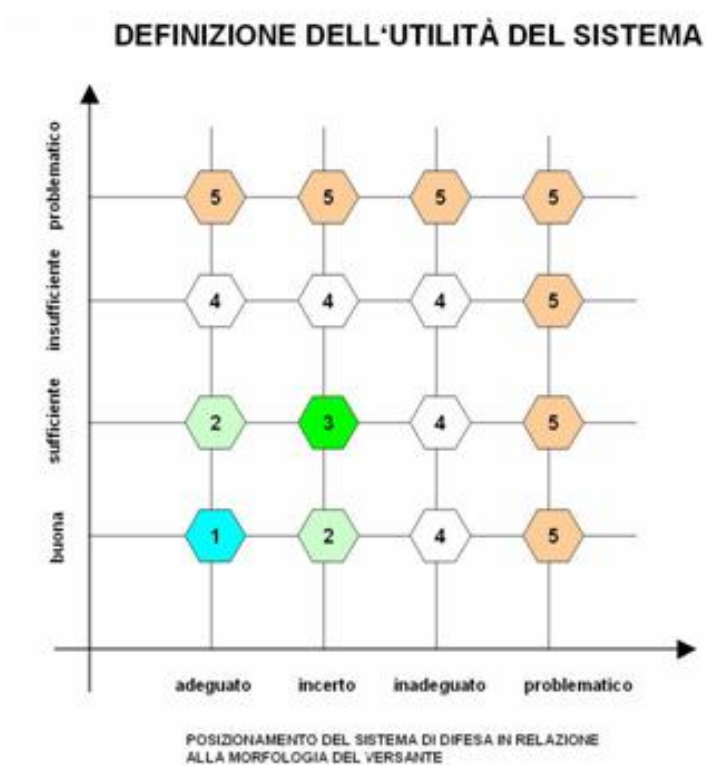 DEFINIZIONE DELL'UTILITÀ DEL SISTEMA
problematico
5 5 5 5
insufficiente
4 4 4 5
sufficiente
2 3 4 5
buona
1 2 4 5
adeguato incerto inadeguato problematico
POSIZIONAMENTO DEL SISTEMA DI DIFESA IN RELAZIONE
ALLA MORFOLOGIA DEL VERSANTE